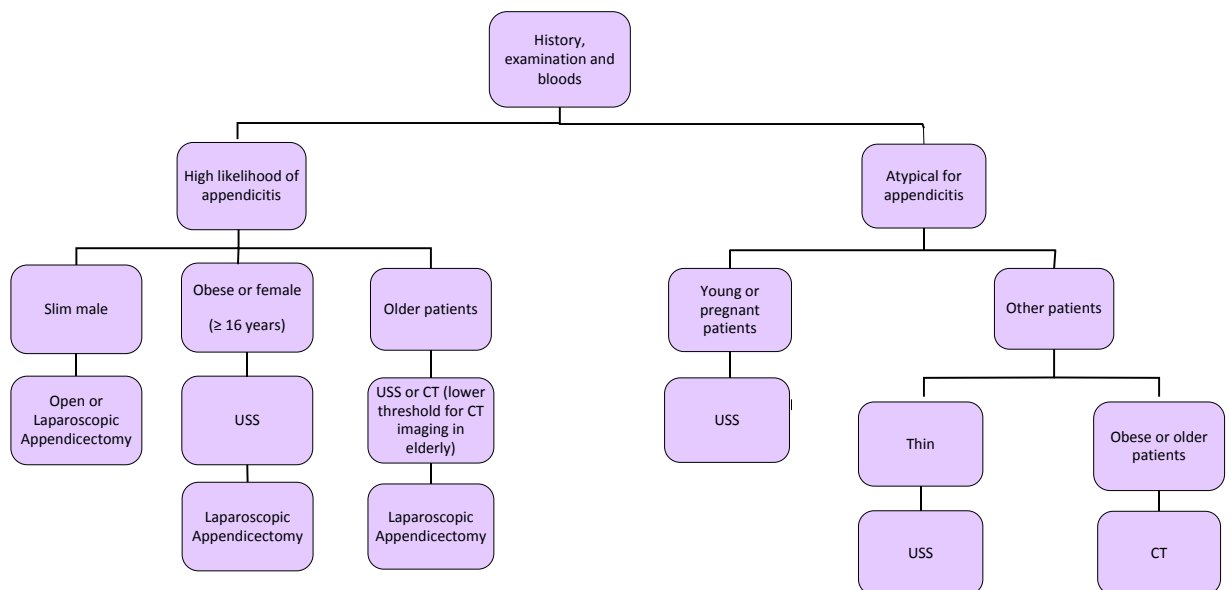 History,
examination and
bloods
High likelihood of
appendicitis
Atypical for
appendicitis
Slim male
Obese or female
(≥ 16 years)
Older patients
Young or
pregnant
patients
Other patients
Open or
Laparoscopic
Appendicectomy
USS
USS or CT (lower
threshold for CT
imaging in
elderly)
USS
Thin
Obese or older
patients
Laparoscopic
Appendicectomy
Laparoscopic
Appendicectomy
USS
CT